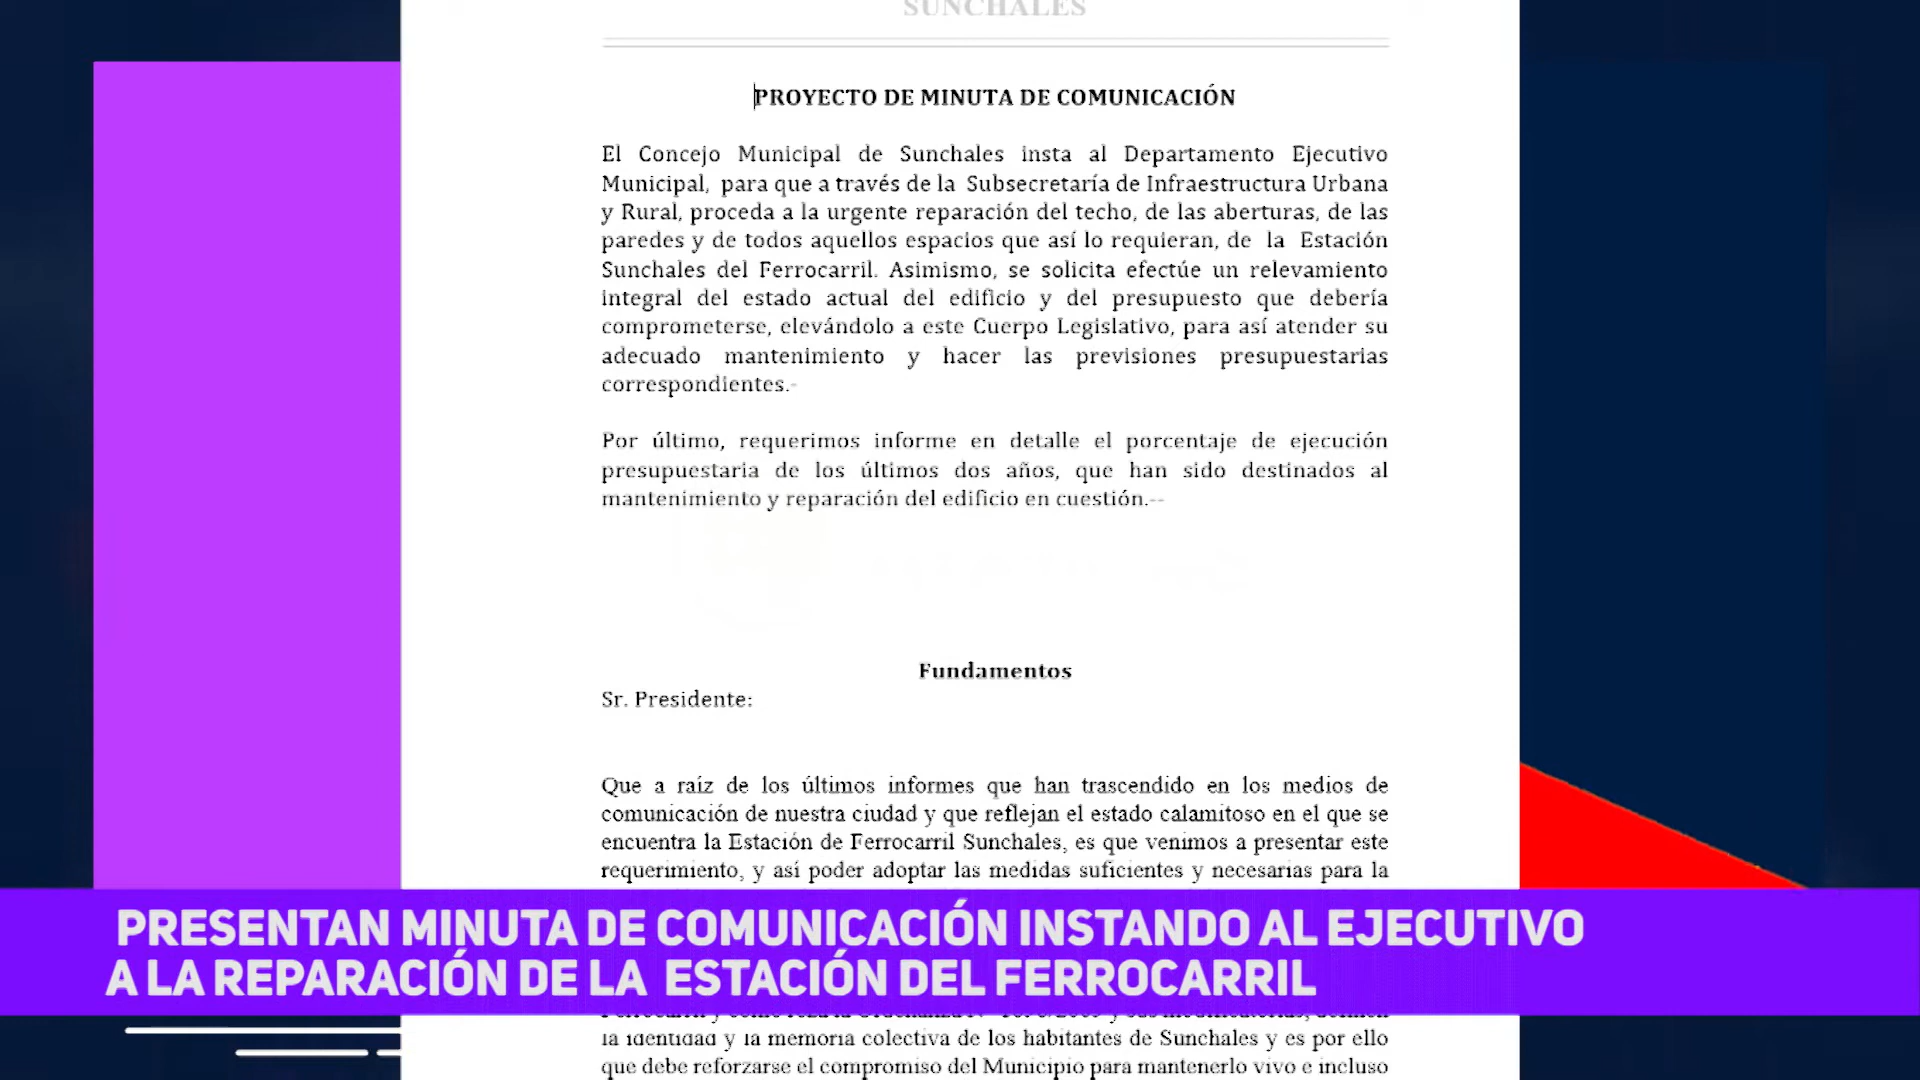 SUNCHALES
PROYECTO DE MINUTA DE COMUNICACIÓN
El Concejo Municipal de Sunchales insta al Departamento Ejecutivo
Municipal, para que a través de la Subsecretaría de Infraestructura Urbana
y Rural, proceda a la urgente reparación del techo, de las aberturas, de las
paredes y de todos aquellos espacios que así lo requieran, de la Estación
Sunchales del Ferrocarril. Asimismo, se solicita efectúe un relevamiento
integral del estado actual del edificio y del presupuesto que debería
comprometerse, elevándolo a este Cuerpo Legislativo, para así atender su
adecuado mantenimiento y hacer las previsiones presupuestarias
correspondientes.-
Por último, requerimos informe en detalle el porcentaje de ejecución
presupuestaria de los últimos dos años, que han sido destinados al
mantenimiento y reparación del edificio en cuestión.--
Fundamentos
Sr. Presidente:
Que a raíz de los últimos informes que han trascendido en los medios de
comunicación de nuestra ciudad y que reflejan el estado calamitoso en el que se
encuentra la Estación de Ferrocarril Sunchales, es que venimos a presentar este
requerimiento, y así poder adoptar las medidas suficientes y necesarias para la
PRESENTAN MINUTA DE COMUNICACIÓN INSTANDO AL EJECUTIVO
A LA REPARACIÓN DE LA ESTACIÓN DEL FERROCARRIL
la identidad y la memoria colectiva de los habitantes de Sunchales y es por ello
que debe reforzarse el compromiso del Municipio para mantenerlo vivo e incluso